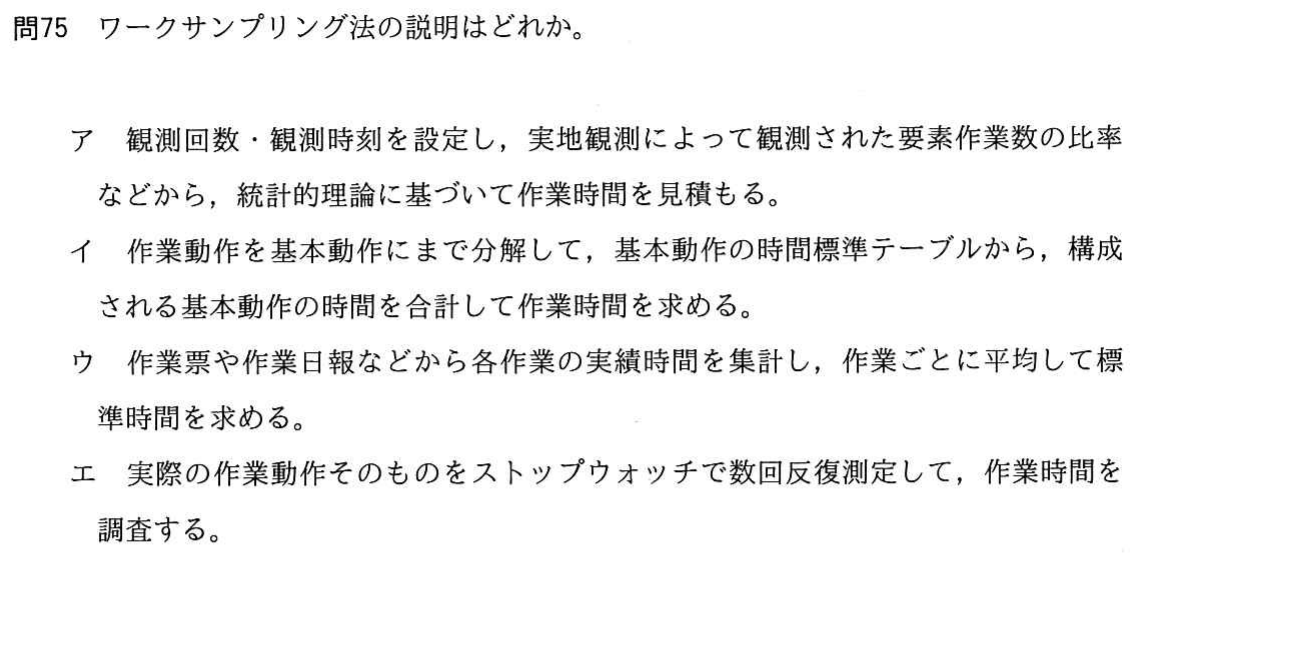 問75 ワークサンプリング法の説明はどれか。
ア 観測回数・観測時刻を設定し，実地観測によって観測された要素作業数の比率
などから，統計的理論に基づいて作業時間を見積もる。
イ 作業動作を基本動作にまで分解して，基本動作の時間標準テーブルから，構成
される基本動作の時間を合計して作業時間を求める。
ウ 作業票や作業日報などから各作業の実績時間を集計し，作業ごとに平均して標
準時間を求める。
エ 実際の作業動作そのものをストップウォッチで数回反復測定して，作業時間を
調査する。